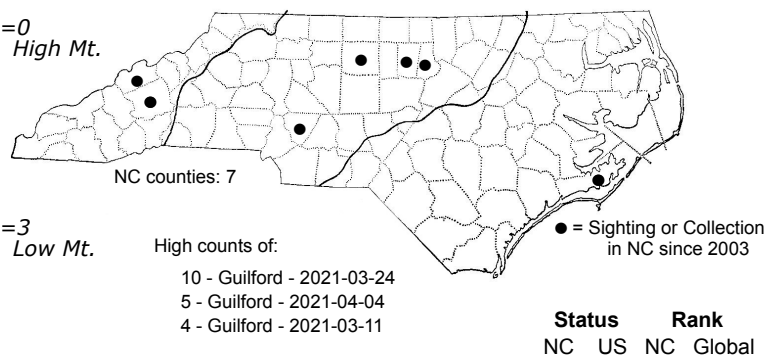 =0
High Mt.
NC counties: 7
=3
Low Mt.
High counts of:
10 - Guilford - 2021-03-24
5 - Guilford - 2021-04-04
4 - Guilford - 2021-03-11
● = Sighting or Collection
in NC since 2003
Status Rank
NC US NC Global